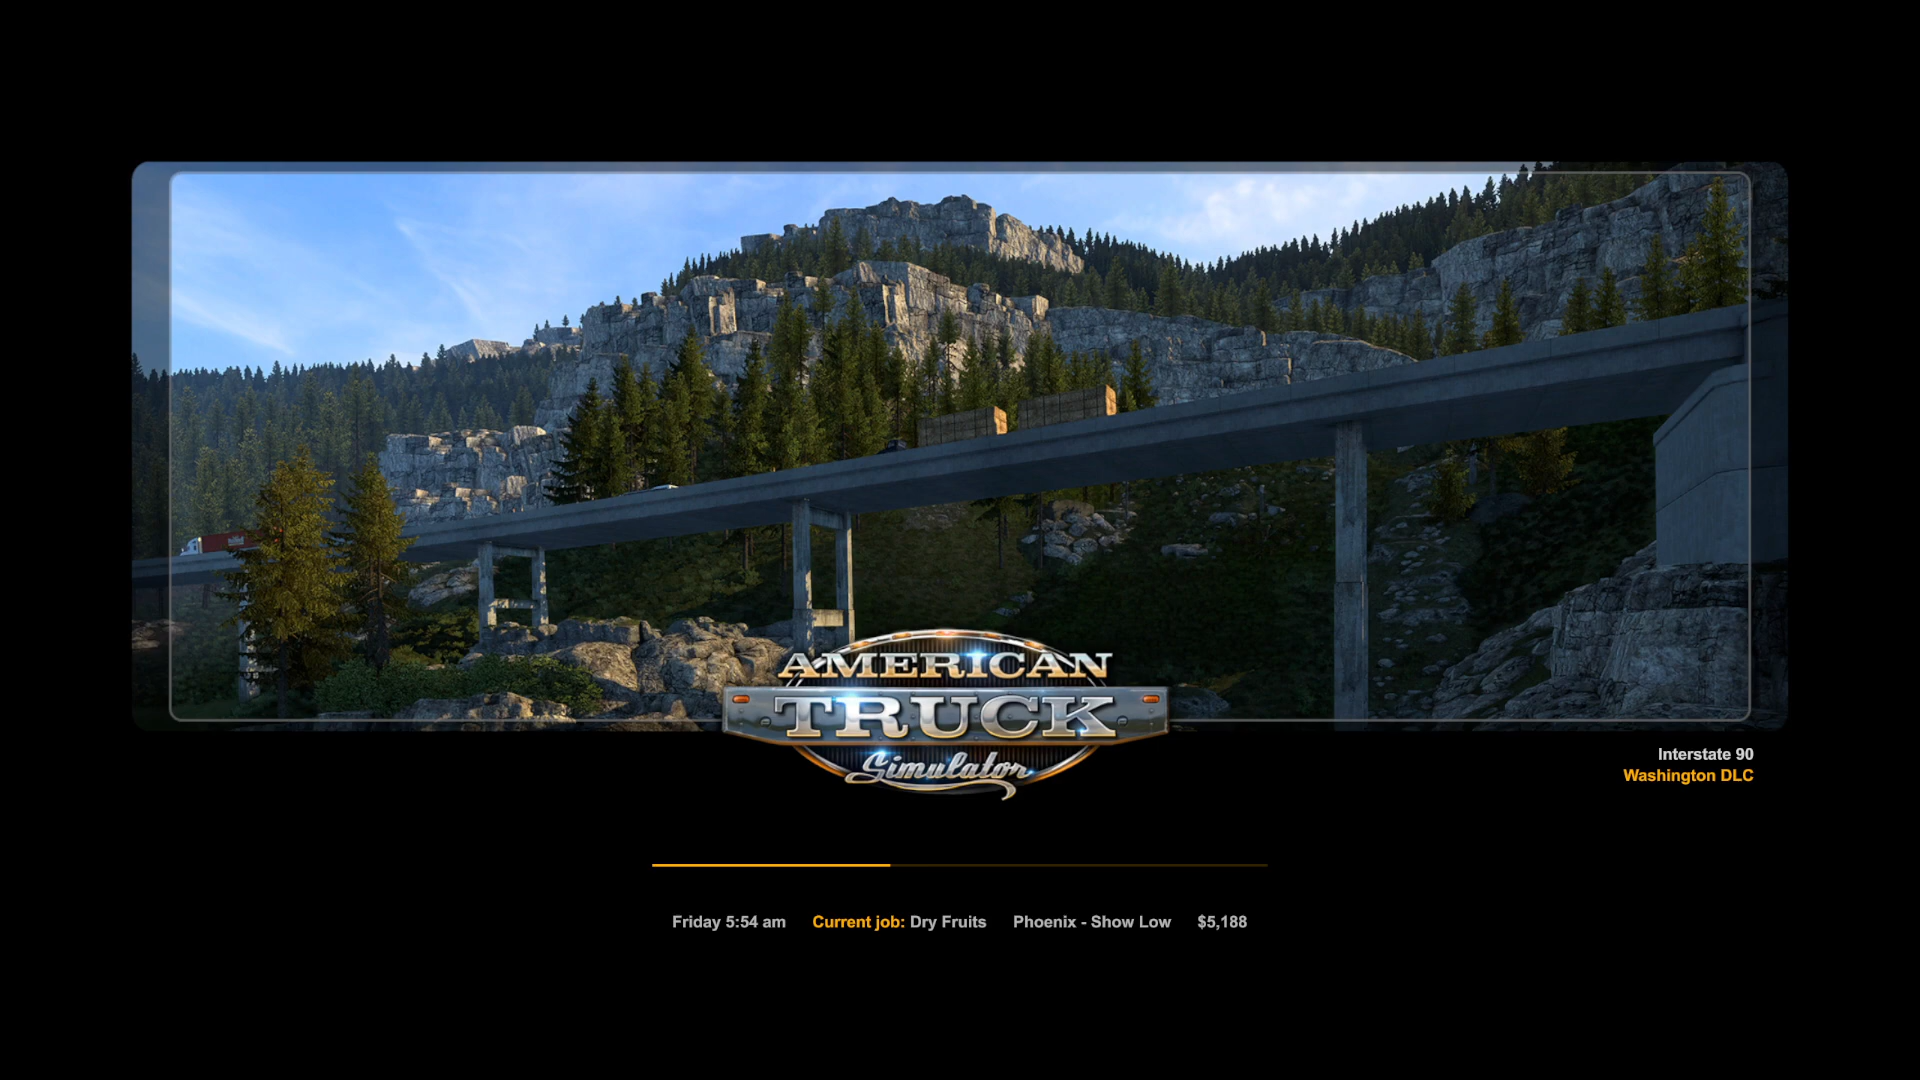 AMERICAN
TRUCK
Simulator
Interstate 90
Washington DLC
Friday 5:54 am Current job: Dry Fruits Phoenix - Show Low $5,188